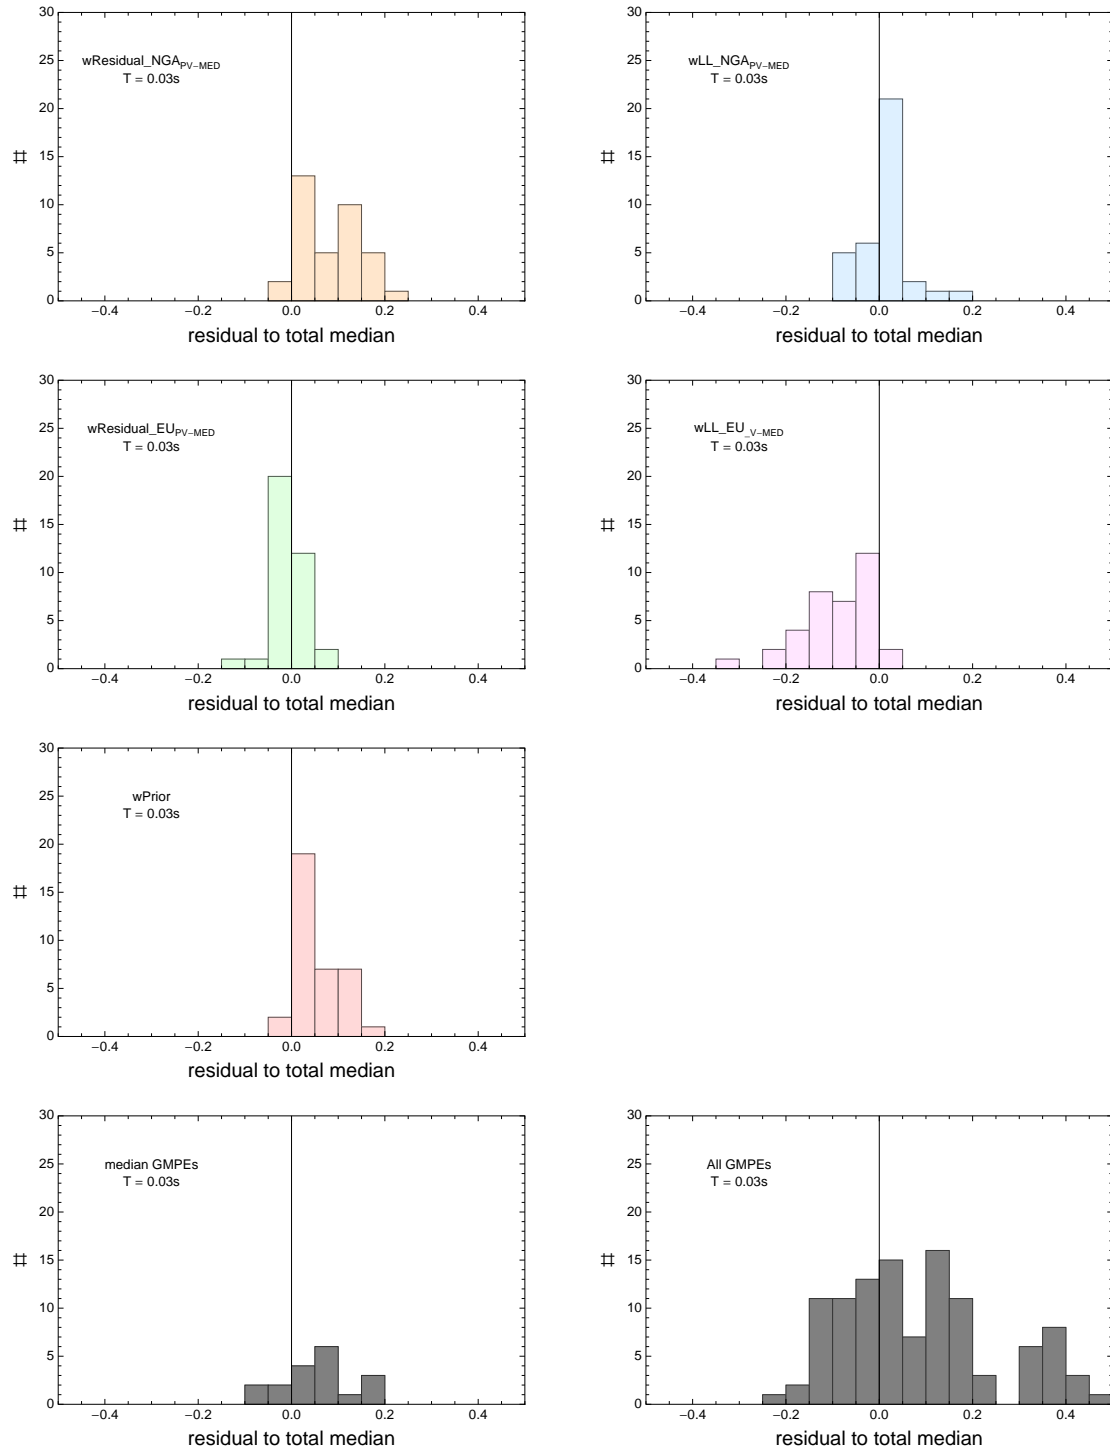 30
25
20
15
10
5
0
#
wResidual_NGA_PV-MED
T = 0.03s
−0.4 −0.2 0.0 0.2 0.4
residual to total median
30
25
20
15
10
5
0
#
wLL_NGA_PV-MED
T = 0.03s
−0.4 −0.2 0.0 0.2 0.4
residual to total median
30
25
20
15
10
5
0
#
wResidual_EU_PV-MED
T = 0.03s
−0.4 −0.2 0.0 0.2 0.4
residual to total median
30
25
20
15
10
5
0
#
wLL_EU_V-MED
T = 0.03s
−0.4 −0.2 0.0 0.2 0.4
residual to total median
30
25
20
15
10
5
0
#
wPrior
T = 0.03s
−0.4 −0.2 0.0 0.2 0.4
residual to total median
30
25
20
15
10
5
0
#
median GMPEs
T = 0.03s
−0.4 −0.2 0.0 0.2 0.4
residual to total median
30
25
20
15
10
5
0
#
All GMPEs
T = 0.03s
−0.4 −0.2 0.0 0.2 0.4
residual to total median